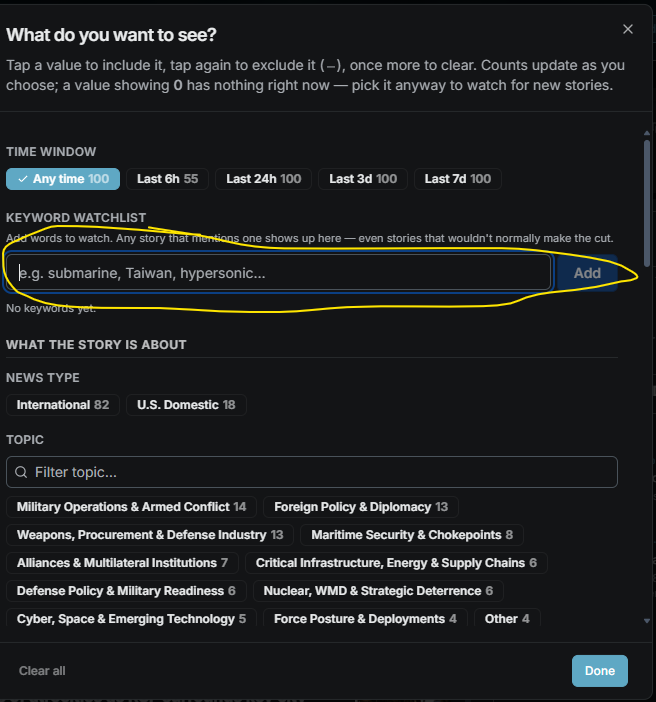 What do you want to see?
Tap a value to include it, tap again to exclude it (−), once more to clear. Counts update as you
choose; a value showing 0 has nothing right now — pick it anyway to watch for new stories.
TIME WINDOW
Any time 100 Last 6h 55 Last 24h 100 Last 3d 100 Last 7d 100
KEYWORD WATCHLIST
Add words to watch. Any story that mentions one shows up here — even stories that wouldn't normally make the cut.
e.g. submarine, Taiwan, hypersonic... Add
No keywords yet.
WHAT THE STORY IS ABOUT
NEWS TYPE
International 82 U.S. Domestic 18
TOPIC
Filter topic...
Military Operations & Armed Conflict 14 Foreign Policy & Diplomacy 13
Weapons, Procurement & Defense Industry 13 Maritime Security & Chokepoints 8
Alliances & Multilateral Institutions 7 Critical Infrastructure, Energy & Supply Chains 6
Defense Policy & Military Readiness 6 Nuclear, WMD & Strategic Deterrence 6
Cyber, Space & Emerging Technology 5 Force Posture & Deployments 4 Other 4
Clear all Done